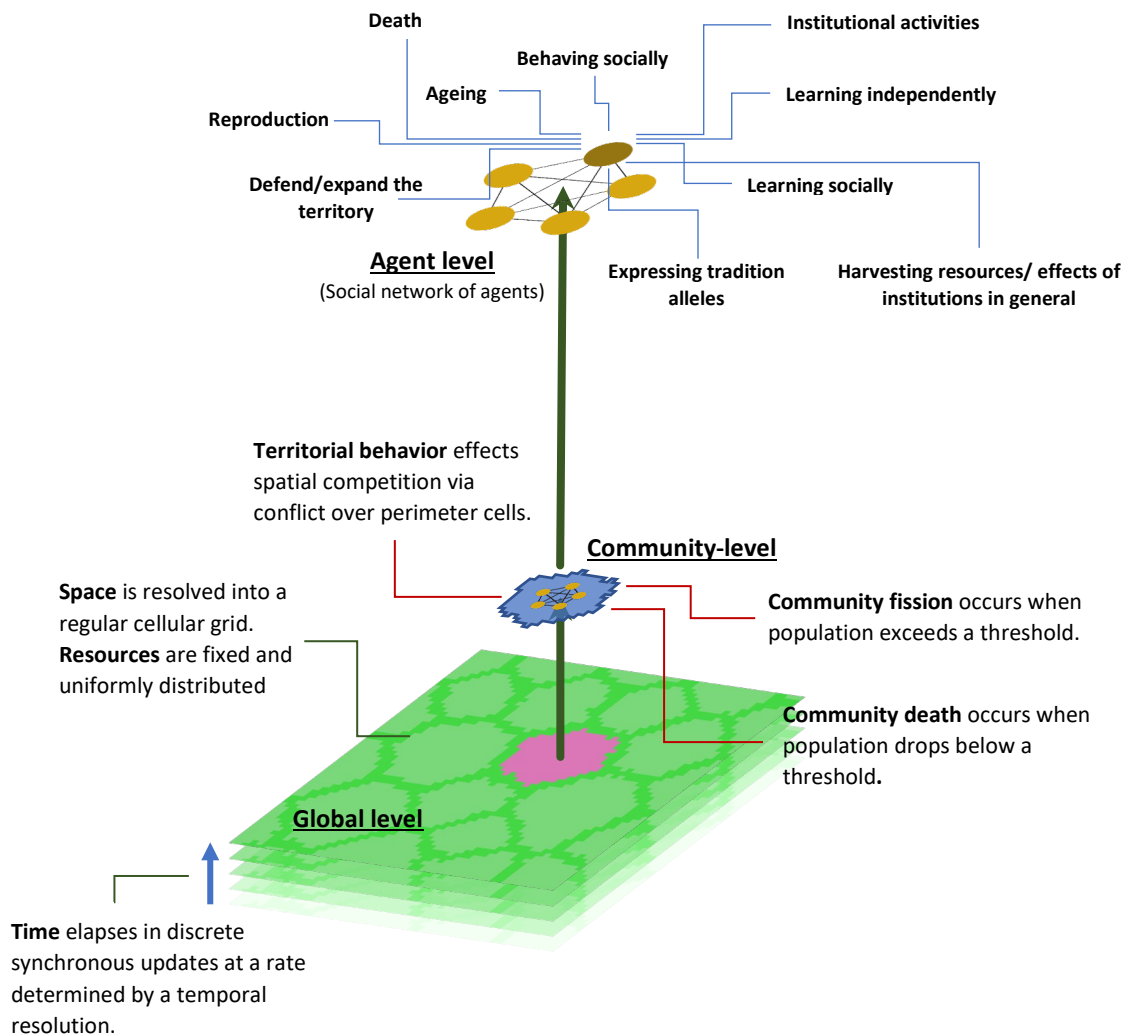 Death
Institutional activities
Behaving socially
Ageing
Learning independently
Reproduction
Learning socially
Defend/expand the
territory
Agent level
(Social network of agents)
Expressing tradition
alleles
Harvesting resources/ effects of
institutions in general
Territorial behavior effects
spatial competition via
conflict over perimeter cells.
Community-level
Space is resolved into a
regular cellular grid.
Resources are fixed and
uniformly distributed
Community fission occurs when
population exceeds a threshold.
Community death occurs when
population drops below a
threshold.
Global level
Time elapses in discrete
synchronous updates at a rate
determined by a temporal
resolution.